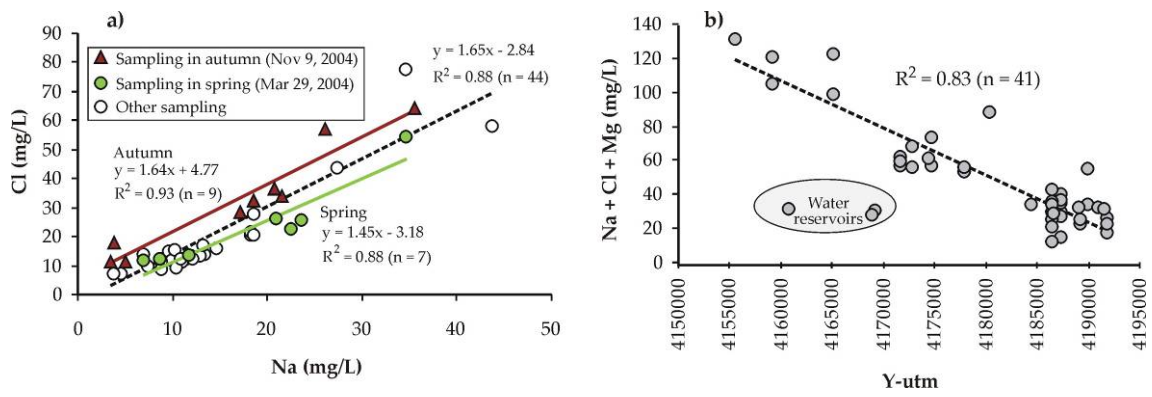 a)
90
80
70
60
50
40
30
20
10
0
Cl (mg/L)
Sampling in autumn (Nov 9, 2004)
Sampling in spring (Mar 29, 2004)
Other sampling
y = 1.65x - 2.84
R² = 0.88 (n = 44)
Autumn
y = 1.64x + 4.77
R² = 0.93 (n = 9)
Spring
y = 1.45x - 3.18
R² = 0.88 (n = 7)
0 10 20 30 40 50
Na (mg/L)
b)
140
120
100
80
60
40
20
0
Na + Cl + Mg (mg/L)
R² = 0.83 (n = 41)
Water
reservoirs
4150000
4155000
4160000
4165000
4170000
4175000
4180000
4185000
4190000
4195000
Y-utm